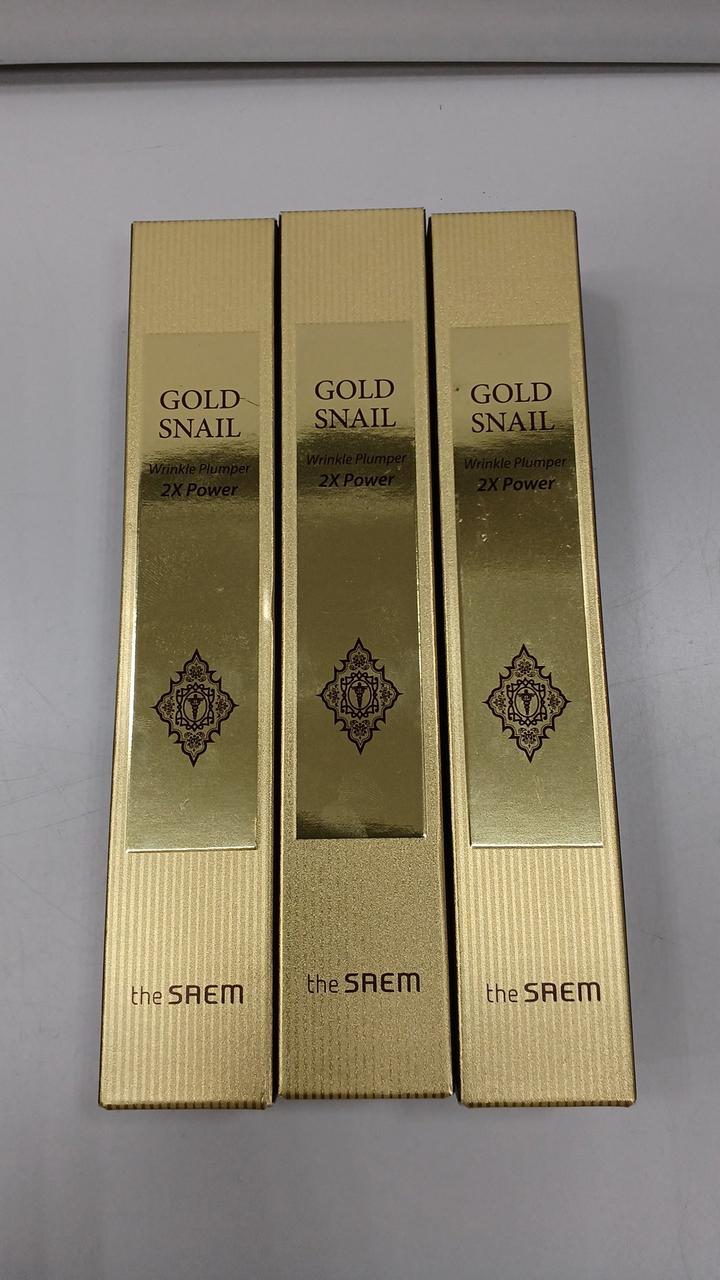 GOLD
SNAIL
Wrinkle Plumper
2X Power
the SAEM
GOLD
SNAIL
Wrinkle Plumper
2X Power
the SAEM
GOLD
SNAIL
Wrinkle Plumper
2X Power
the SAEM